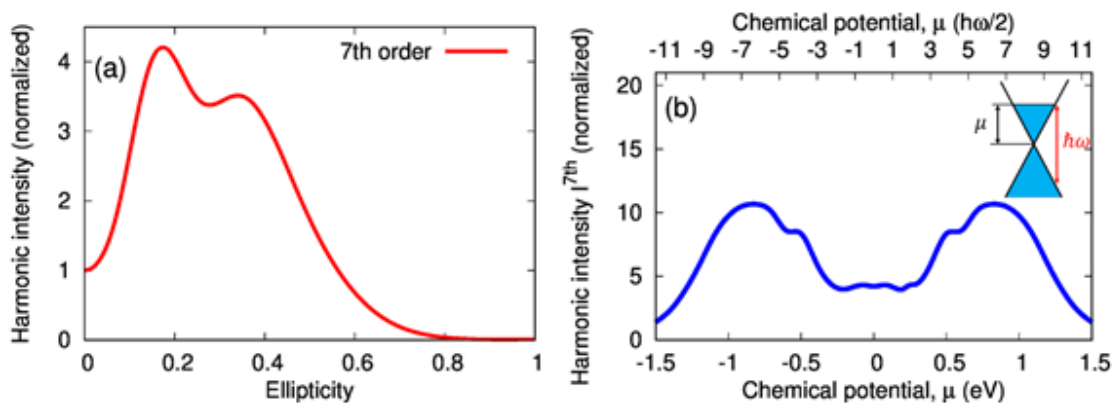 Harmonic intensity (normalized)
4
3
2
1
0
(a)
7th order
0 0.2 0.4 0.6 0.8 1
Ellipticity
Chemical potential, μ (ħω/2)
-11 -9 -7 -5 -3 -1 1 3 5 7 9 11
Harmonic intensity I7th (normalized)
20
15
10
5
0
(b)
μ
ħω
-1.5 -1 -0.5 0 0.5 1 1.5
Chemical potential, μ (eV)